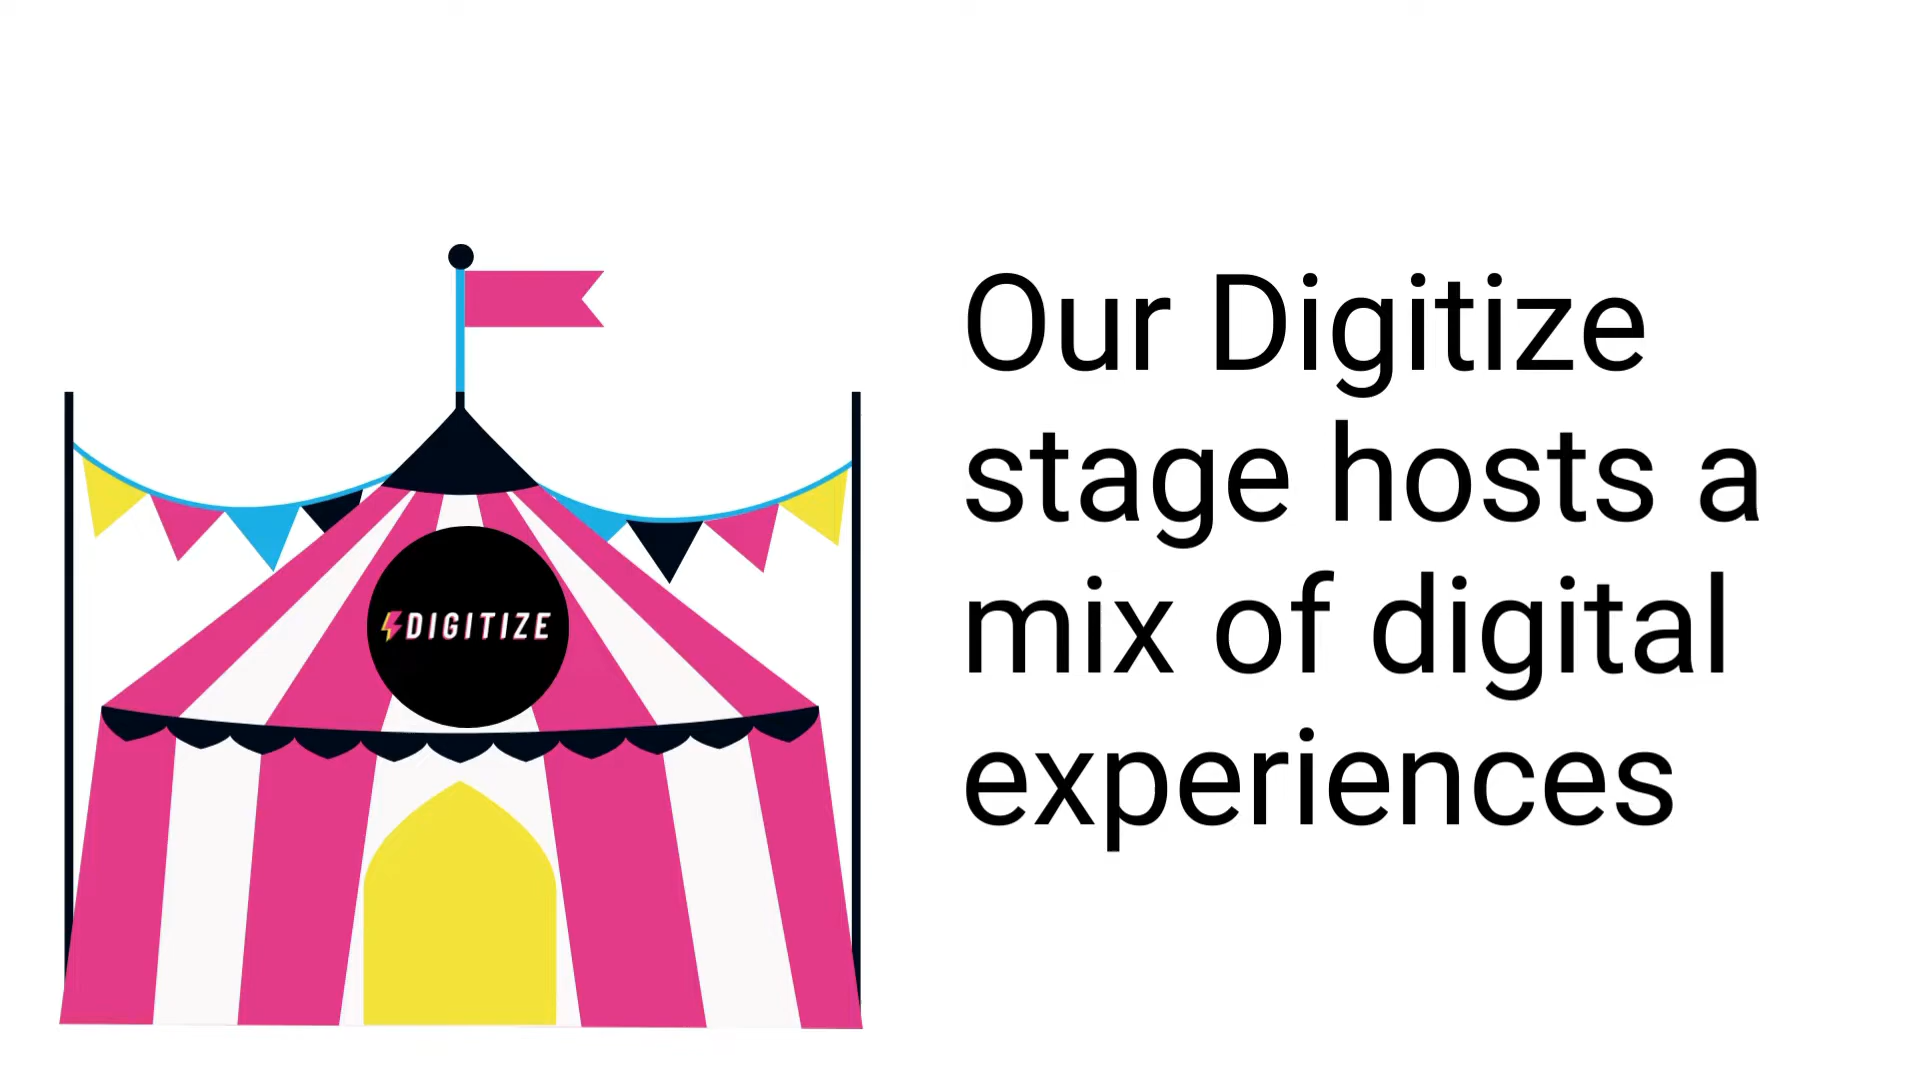 Our Digitize
stage hosts a
mix of digital
experiences
DIGITIZE